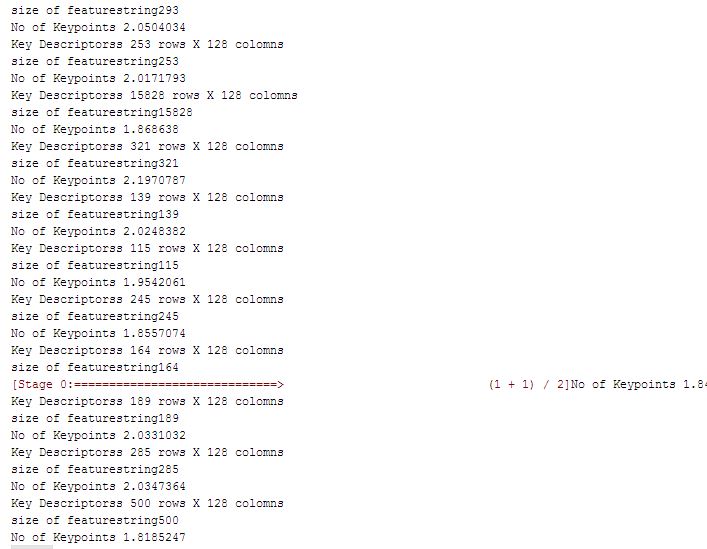 size of featurestring293
No of Keypoints 2.0504034
Key Descriptorss 253 rows X 128 colomns
size of featurestring253
No of Keypoints 2.0171793
Key Descriptorss 15828 rows X 128 colomns
size of featurestring15828
No of Keypoints 1.868638
Key Descriptorss 321 rows X 128 colomns
size of featurestring321
No of Keypoints 2.1970787
Key Descriptorss 139 rows X 128 colomns
size of featurestring139
No of Keypoints 2.0248382
Key Descriptorss 115 rows X 128 colomns
size of featurestring115
No of Keypoints 1.9542061
Key Descriptorss 245 rows X 128 colomns
size of featurestring245
No of Keypoints 1.8557074
Key Descriptorss 164 rows X 128 colomns
size of featurestring164
[Stage 0:=============================> (1 + 1) / 2]No of Keypoints
Key Descriptorss 189 rows X 128 colomns
size of featurestring189
No of Keypoints 2.0331032
Key Descriptorss 285 rows X 128 colomns
size of featurestring285
No of Keypoints 2.0347364
Key Descriptorss 500 rows X 128 colomns
size of featurestring500
No of Keypoints 1.8185247